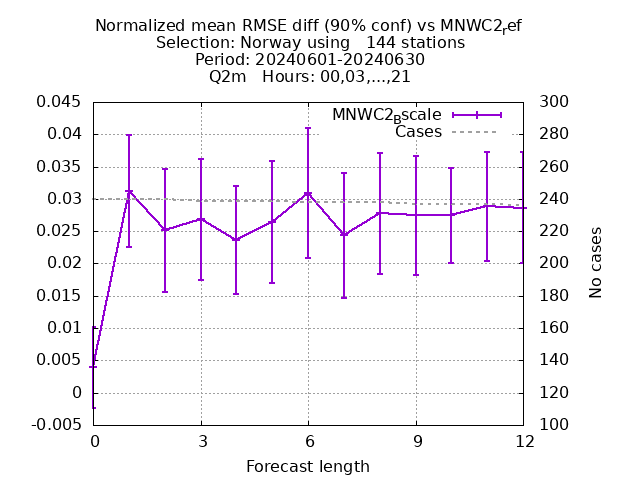 Normalized mean RMSE diff (90% conf) vs MNWC2ref
Selection: Norway using 144 stations
Period: 20240601-20240630
Q2m Hours: 00,03,...,21
MNWC2Bscale
Cases
0.045
0.04
0.035
0.03
0.025
0.02
0.015
0.01
0.005
0
-0.005
300
280
260
240
220
200
180
160
140
120
100
No cases
0 3 6 9 12
Forecast length